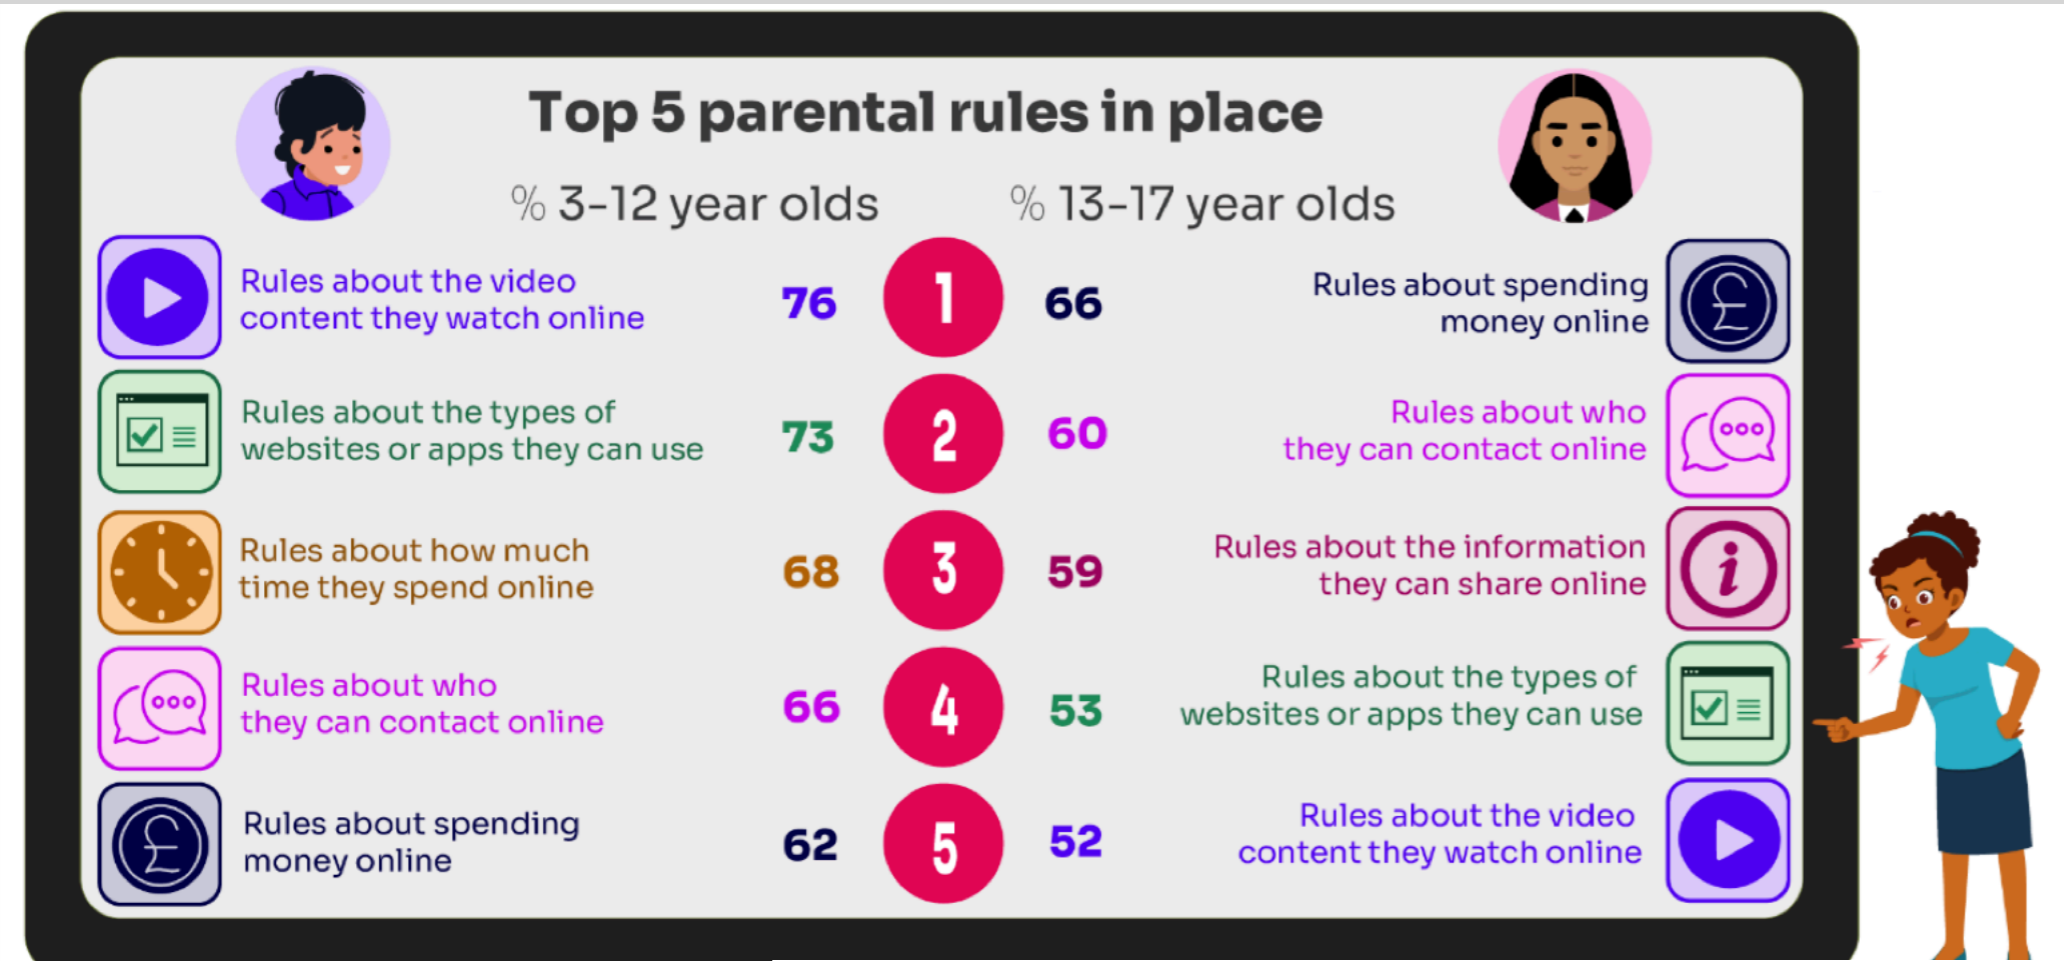 Top 5 parental rules in place
% 3-12 year olds
% 13-17 year olds
Rules about the video
content they watch online
76
1
66
Rules about spending
money online
£
Rules about the types of
websites or apps they can use
73
2
60
Rules about who
they can contact online
Rules about how much
time they spend online
68
3
59
Rules about the information
they can share online
i
Rules about who
they can contact online
66
4
53
Rules about the types of
websites or apps they can use
£
Rules about spending
money online
62
5
52
Rules about the video
content they watch online